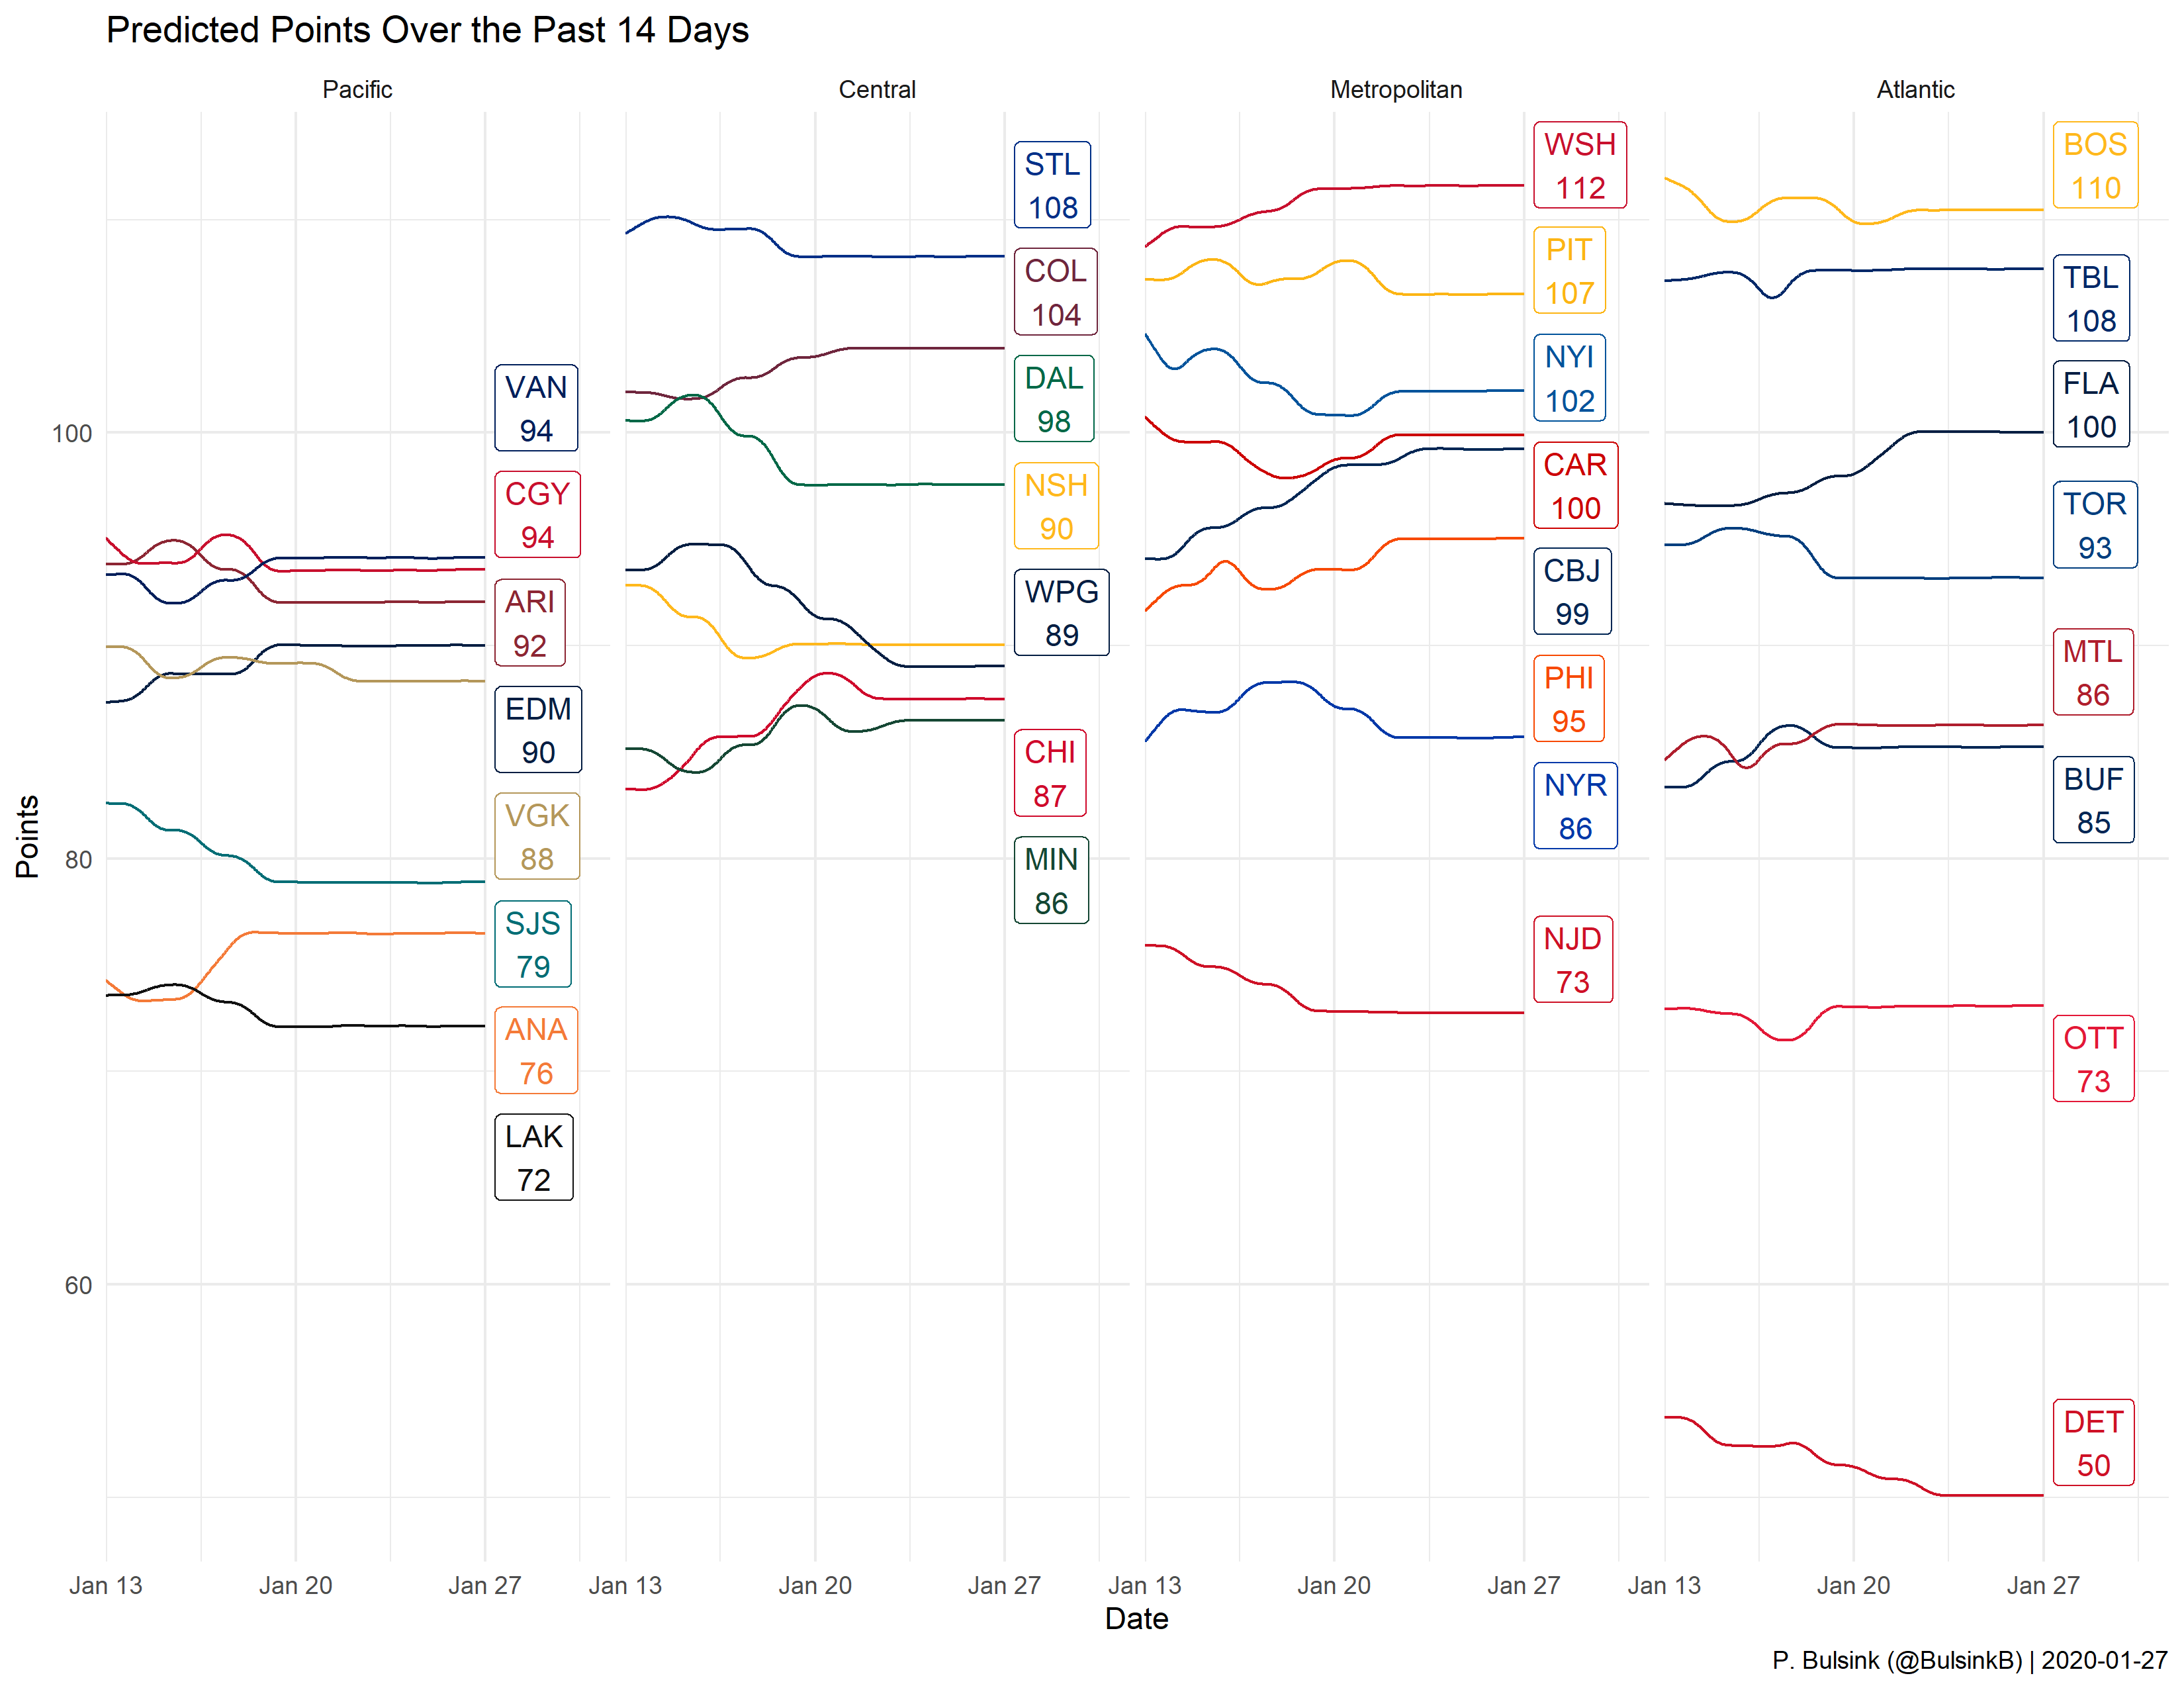 Predicted Points Over the Past 14 Days
Pacific
Central
Metropolitan
Atlantic
Points
100
80
60
VAN
94
CGY
94
ARI
92
EDM
90
VGK
88
SJS
79
ANA
76
LAK
72
STL
108
COL
104
DAL
98
NSH
90
WPG
89
CHI
87
MIN
86
WSH
112
PIT
107
NYI
102
CAR
100
CBJ
99
PHI
95
NYR
86
NJD
73
BOS
110
TBL
108
FLA
100
TOR
93
MTL
86
BUF
85
OTT
73
DET
50
Jan 13 Jan 20 Jan 27 Jan 13 Jan 20 Jan 27 Jan 13 Jan 20 Jan 27 Jan 13 Jan 20 Jan 27
Date
P. Bulsink (@BulsinkB) | 2020-01-27